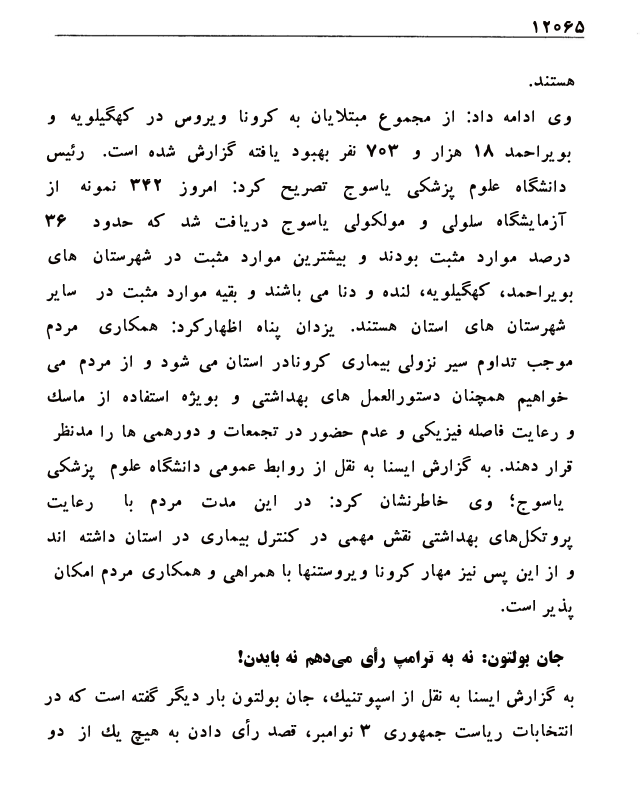 ۱۲۰۶۵
هستند.
وی ادامه داد: از مجموع مبتلایان به کرونا ویروس در کهگیلویه و
بویراحمد ۱۸ هزار و ۷۰۳ نفر بهبود یافته گزارش شده است. رئیس
دانشگاه علوم پزشکی یاسوج تصریح کرد: امروز ۳۴۲ نمونه از
آزمایشگاه سلولی و مولکولی یاسوج دریافت شد که حدود ۳۶
درصد موارد مثبت بودند و بیشترین موارد مثبت در شهرستان های
بویراحمد، کهگیلویه، لنده و دنا می باشند و بقیه موارد مثبت در سایر
شهرستان های استان هستند. یزدان پناه اظهارکرد: همکاری مردم
موجب تداوم سیر نزولی بیماری کرونادر استان می شود و از مردم می
خواهیم همچنان دستورالعمل های بهداشتی و بویژه استفاده از ماسک
و رعایت فاصله فیزیکی و عدم حضور در تجمعات و دورهمی ها را مدنظر
قرار دهند. به گزارش ایسنا به نقل از روابط عمومی دانشگاه علوم پزشکی
یاسوج؛ وی خاطرنشان کرد: در این مدت مردم با رعایت
پروتکل‌های بهداشتی نقش مهمی در کنترل بیماری در استان داشته اند
و از این پس نیز مهار کرونا ویروستنها با همراهی و همکاری مردم امکان
پذیر است.
جان بولتون: نه به ترامپ رأی می‌دهم نه بایدن!
به گزارش ایسنا به نقل از اسپوتنیک، جان بولتون بار دیگر گفته است که در
انتخابات ریاست جمهوری ۳ نوامبر، قصد رأی دادن به هیچ یک از دو